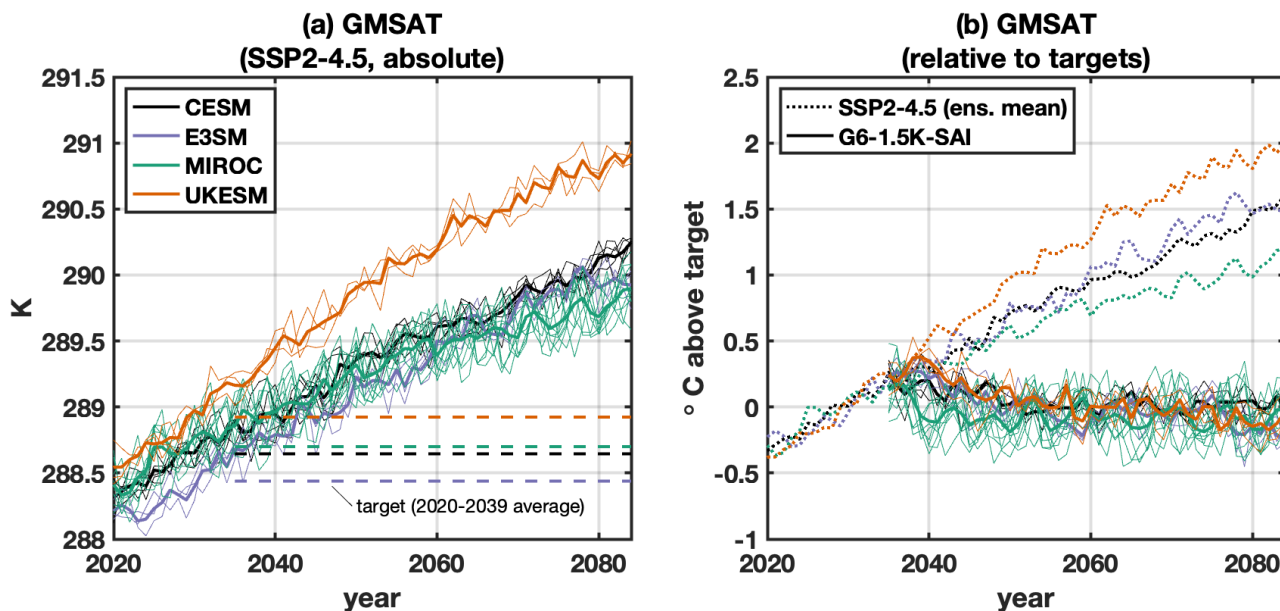 (a) GMSAT
(SSP2-4.5, absolute)
291.5
291
290.5
290
289.5
289
288.5
288
K
CESM
E3SM
MIROC
UKESM
target (2020-2039 average)
2020
2040
2060
2080
year
(b) GMSAT
(relative to targets)
2.5
2
1.5
1
0.5
0
-0.5
-1
° C above target
SSP2-4.5 (ens. mean)
G6-1.5K-SAI
2020
2040
2060
2080
year